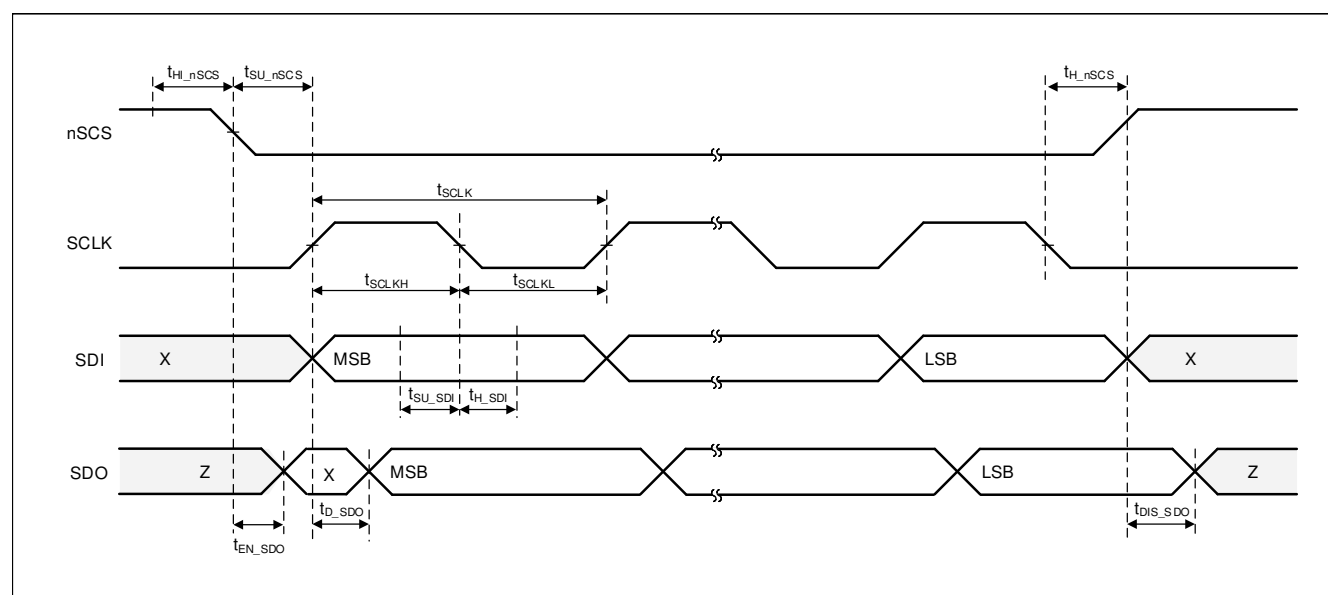 tHI_nSCS tSU_nSCS tH_nSCS
nSCS
tSCLK
SCLK
tSCLKH tSCLKL
SDI X MSB LSB X
tSU_SDI tH_SDI
SDO Z X MSB LSB Z
tD_SDO tDIS_SDO
tEN_SDO